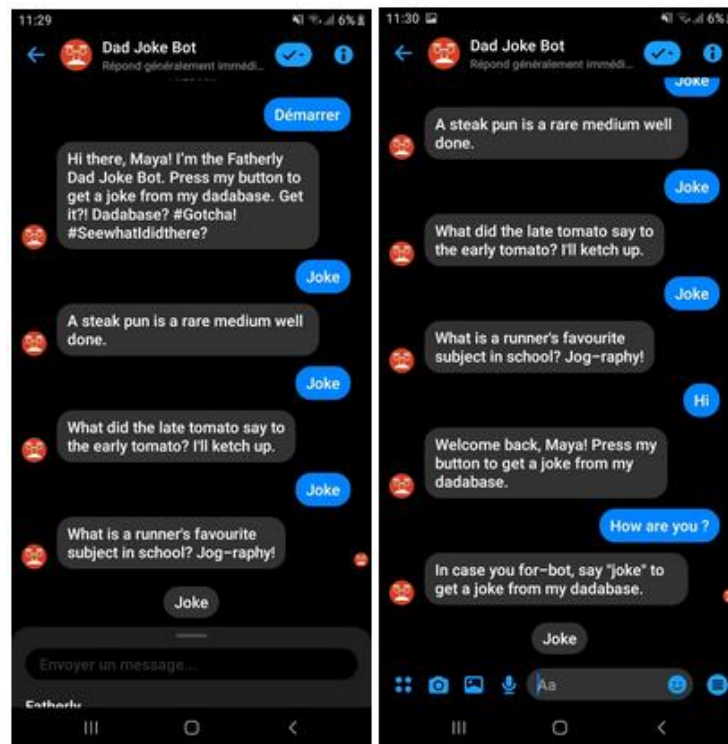 11:29
6%
Dad Joke Bot
Répond généralement immédi...
Démarrer
Hi there, Maya! I'm the Fatherly
Dad Joke Bot. Press my button to
get a joke from my dadabase. Get
it?! Dadabase? #Gotcha!
#SeewhatIdidthere?
Joke
A steak pun is a rare medium well
done.
Joke
What did the late tomato say to
the early tomato? I'll ketch up.
Joke
What is a runner's favourite
subject in school? Jog-raphy!
Joke
Envoyer un message...
Fatherly
11:30
6%
Dad Joke Bot
Répond généralement immédi...
Joke
A steak pun is a rare medium well
done.
Joke
What did the late tomato say to
the early tomato? I'll ketch up.
Joke
What is a runner's favourite
subject in school? Jog-raphy!
Hi
Welcome back, Maya! Press my
button to get a joke from my
dadabase.
How are you ?
In case you for-bot, say "joke" to
get a joke from my dadabase.
Joke
Aa